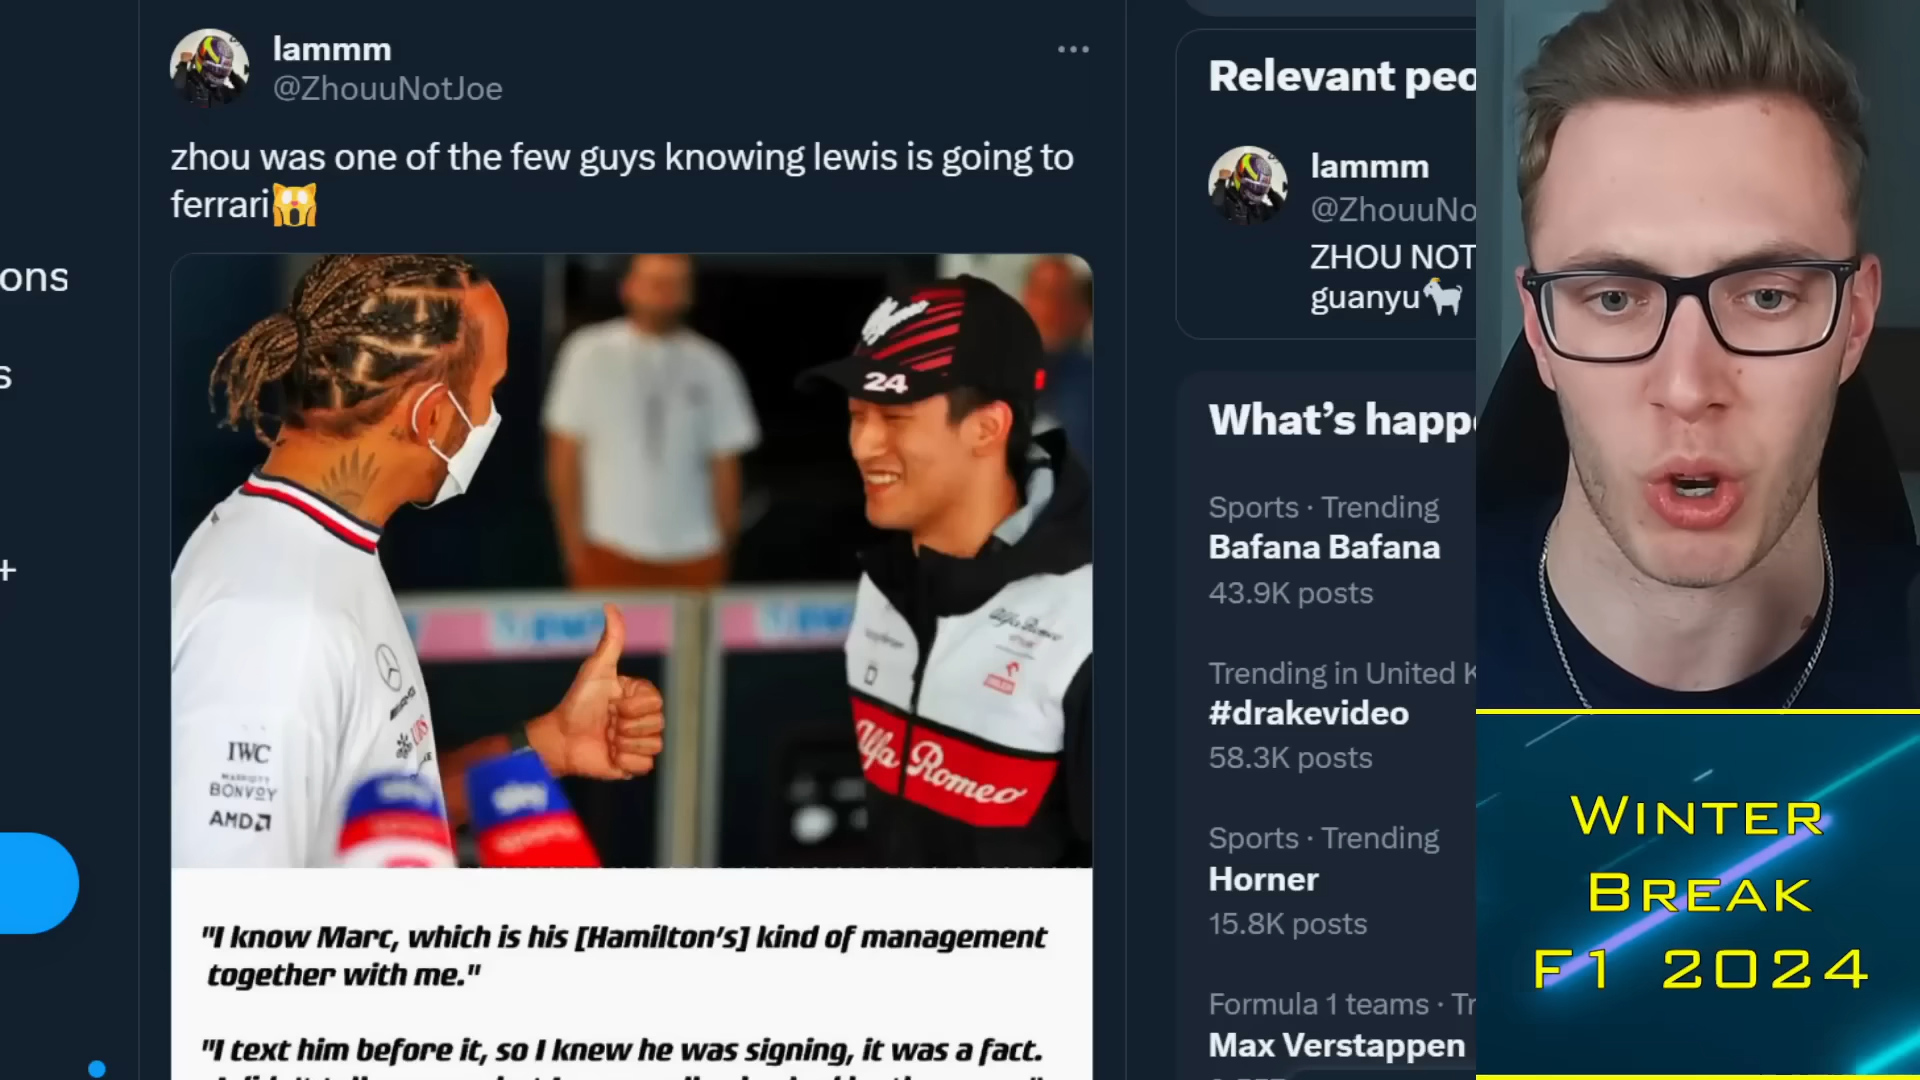 lammm
@ZhouuNotJoe
zhou was one of the few guys knowing lewis is going to
ferrari
24
IWC
BONVOY
AMD
sky
Alfa Romeo
"I know Marc, which is his [Hamilton's] kind of management
together with me."
"I text him before it, so I knew he was signing, it was a fact.
ons
s
+
Relevant peo
lammm
@ZhouuNo
ZHOU NOT
guanyu
What's happe
Sports · Trending
Bafana Bafana
43.9K posts
Trending in United K
#drakevideo
58.3K posts
Sports · Trending
Horner
15.8K posts
Formula 1 teams · Tr
Max Verstappen
Winter
Break
F1 2024